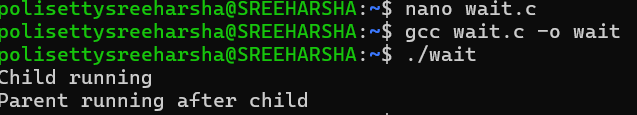 polisettysreeharsha@SREEHARSHA:~$ nano wait.c
polisettysreeharsha@SREEHARSHA:~$ gcc wait.c -o wait
polisettysreeharsha@SREEHARSHA:~$ ./wait
Child running
Parent running after child